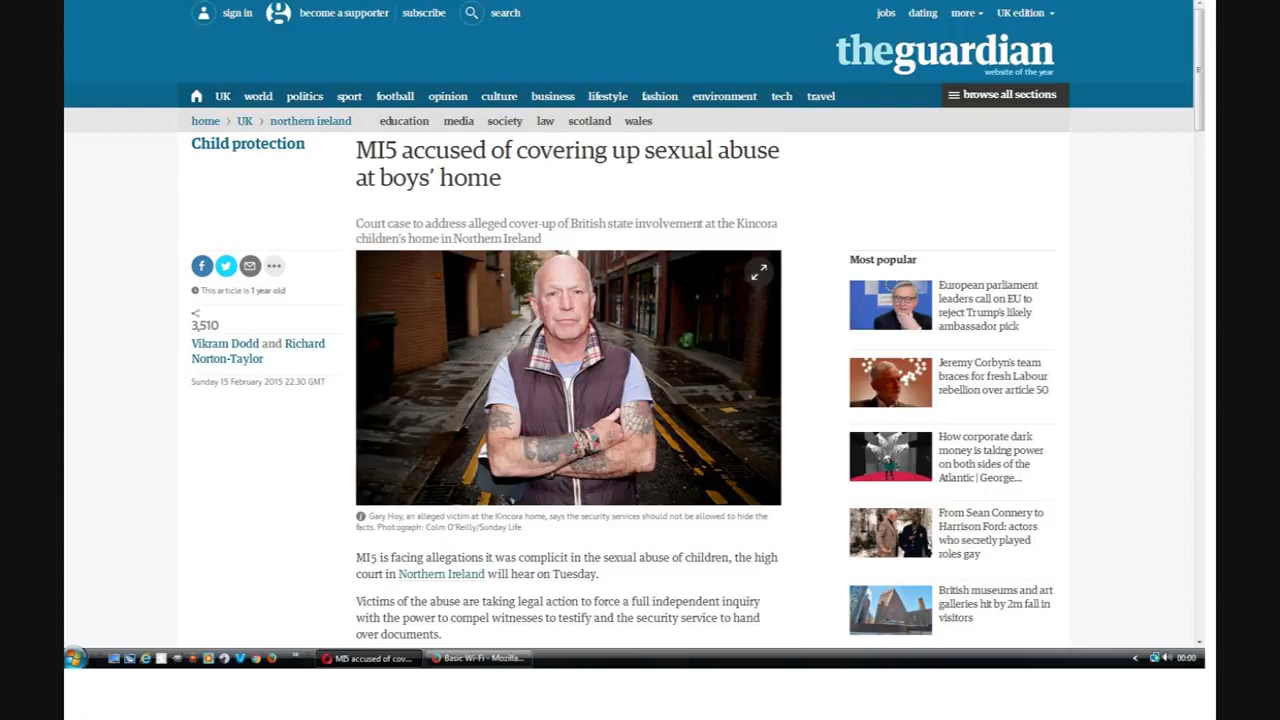 sign in
become a supporter
subscribe
search
jobs
dating
more
UK edition
theguardian
website of the year
UK
world
politics
sport
football
opinion
culture
business
lifestyle
fashion
environment
tech
travel
browse all sections
home
UK
northern ireland
education
media
society
law
scotland
wales
Child protection
MI5 accused of covering up sexual abuse
at boys' home
Court case to address alleged cover-up of British state involvement at the Kincora
children's home in Northern Ireland
This article is 1 year old
3,510
Vikram Dodd and Richard
Norton-Taylor
Sunday 15 February 2015 22.30 GMT
Gary Hoy, an alleged victim at the Kincora home, says the security services should not be allowed to hide the
facts. Photograph: Colm O'Reilly/Sunday Life
MI5 is facing allegations it was complicit in the sexual abuse of children, the high
court in Northern Ireland will hear on Tuesday.
Victims of the abuse are taking legal action to force a full independent inquiry
with the power to compel witnesses to testify and the security service to hand
over documents.
Most popular
European parliament
leaders call on EU to
reject Trump's likely
ambassador pick
Jeremy Corbyn's team
braces for fresh Labour
rebellion over article 50
How corporate dark
money is taking power
on both sides of the
Atlantic | George...
From Sean Connery to
Harrison Ford: actors
who secretly played
roles gay
British museums and art
galleries hit by 2m fall in
visitors
MI5 accused of cov...
Basic Wi-Fi - Mozilla...
00:00